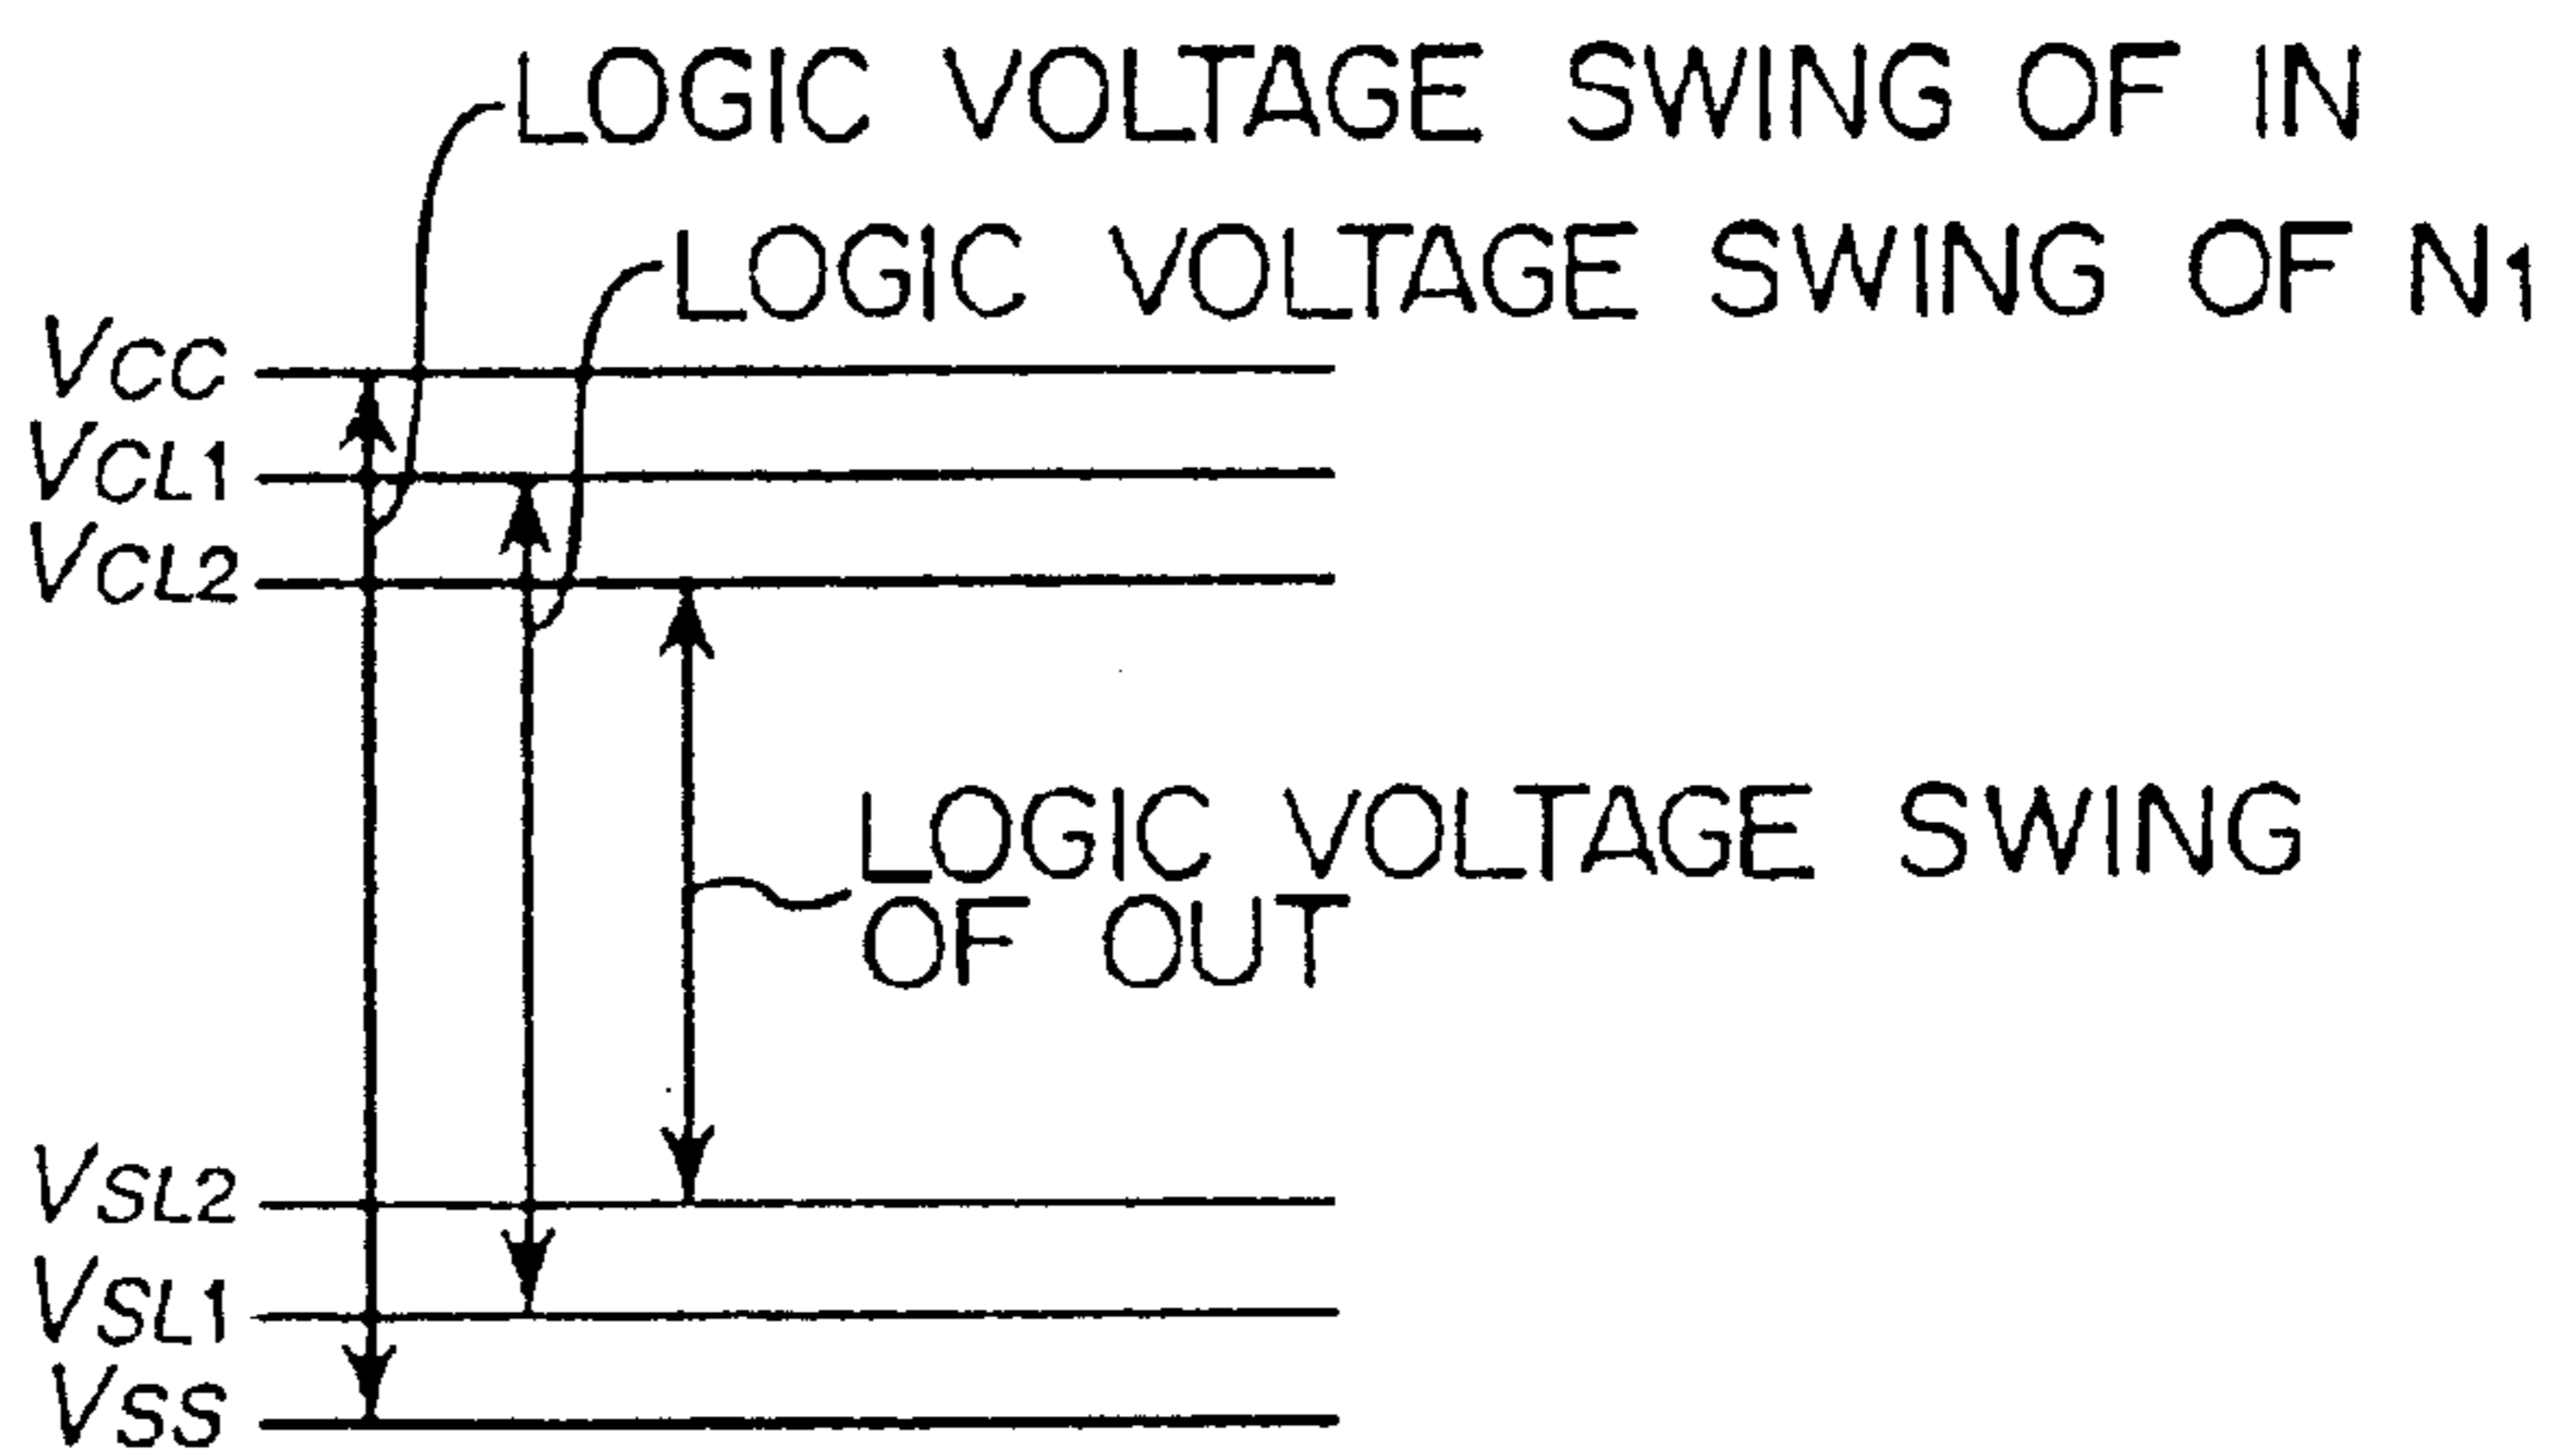 LOGIC VOLTAGE SWING OF IN
LOGIC VOLTAGE SWING OF N1
VCC
VCL1
VCL2
LOGIC VOLTAGE SWING
OF OUT
VSL2
VSL1
VSS